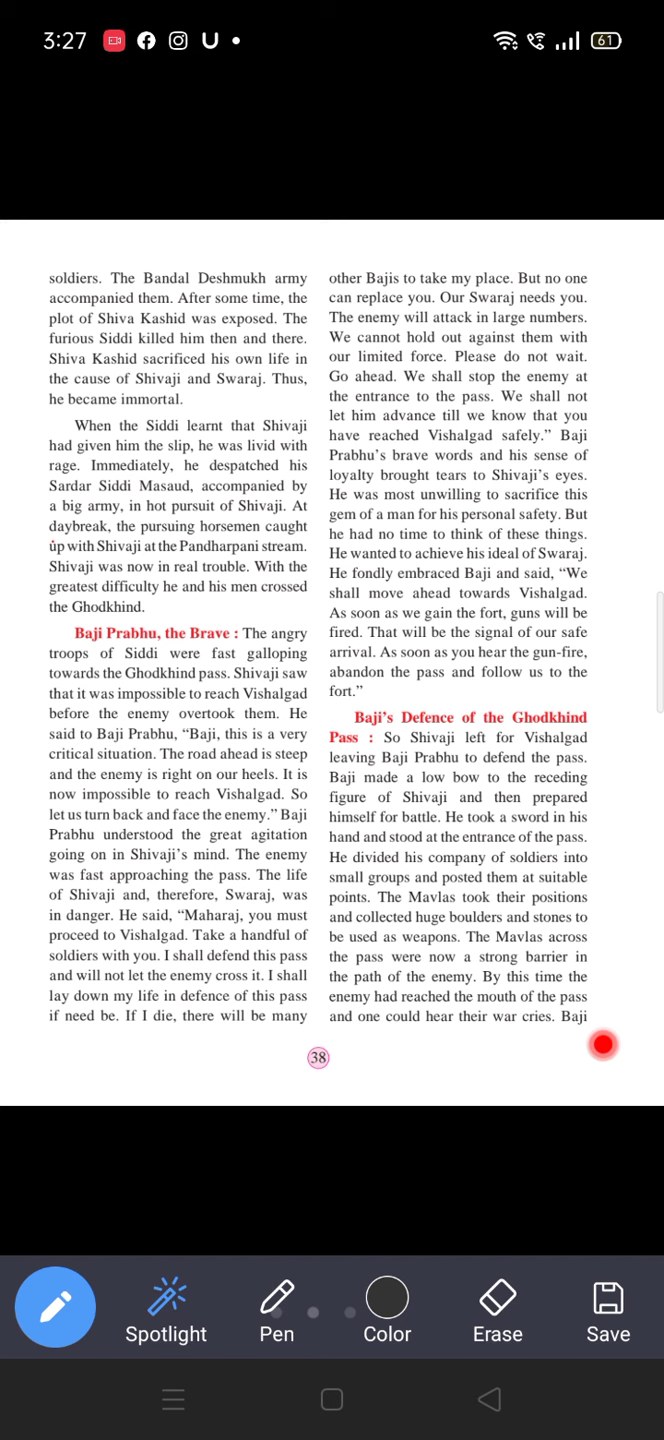 3:27
61
soldiers. The Bandal Deshmukh army
accompanied them. After some time, the
plot of Shiva Kashid was exposed. The
furious Siddi killed him then and there.
Shiva Kashid sacrificed his own life in
the cause of Shivaji and Swaraj. Thus,
he became immortal.
When the Siddi learnt that Shivaji
had given him the slip, he was livid with
rage. Immediately, he despatched his
Sardar Siddi Masaud, accompanied by
a big army, in hot pursuit of Shivaji. At
daybreak, the pursuing horsemen caught
up with Shivaji at the Pandharpani stream.
Shivaji was now in real trouble. With the
greatest difficulty he and his men crossed
the Ghodkhind.
Baji Prabhu, the Brave : The angry
troops of Siddi were fast galloping
towards the Ghodkhind pass. Shivaji saw
that it was impossible to reach Vishalgad
before the enemy overtook them. He
said to Baji Prabhu, “Baji, this is a very
critical situation. The road ahead is steep
and the enemy is right on our heels. It is
now impossible to reach Vishalgad. So
let us turn back and face the enemy.” Baji
Prabhu understood the great agitation
going on in Shivaji’s mind. The enemy
was fast approaching the pass. The life
of Shivaji and, therefore, Swaraj, was
in danger. He said, “Maharaj, you must
proceed to Vishalgad. Take a handful of
soldiers with you. I shall defend this pass
and will not let the enemy cross it. I shall
lay down my life in defence of this pass
if need be. If I die, there will be many
other Bajis to take my place. But no one
can replace you. Our Swaraj needs you.
The enemy will attack in large numbers.
We cannot hold out against them with
our limited force. Please do not wait.
Go ahead. We shall stop the enemy at
the entrance to the pass. We shall not
let him advance till we know that you
have reached Vishalgad safely.” Baji
Prabhu’s brave words and his sense of
loyalty brought tears to Shivaji’s eyes.
He was most unwilling to sacrifice this
gem of a man for his personal safety. But
he had no time to think of these things.
He wanted to achieve his ideal of Swaraj.
He fondly embraced Baji and said, “We
shall move ahead towards Vishalgad.
As soon as we gain the fort, guns will be
fired. That will be the signal of our safe
arrival. As soon as you hear the gun-fire,
abandon the pass and follow us to the
fort.”
Baji’s Defence of the Ghodkhind
Pass : So Shivaji left for Vishalgad
leaving Baji Prabhu to defend the pass.
Baji made a low bow to the receding
figure of Shivaji and then prepared
himself for battle. He took a sword in his
hand and stood at the entrance of the pass.
He divided his company of soldiers into
small groups and posted them at suitable
points. The Mavlas took their positions
and collected huge boulders and stones to
be used as weapons. The Mavlas across
the pass were now a strong barrier in
the path of the enemy. By this time the
enemy had reached the mouth of the pass
and one could hear their war cries. Baji
38
Spotlight
Pen
Color
Erase
Save